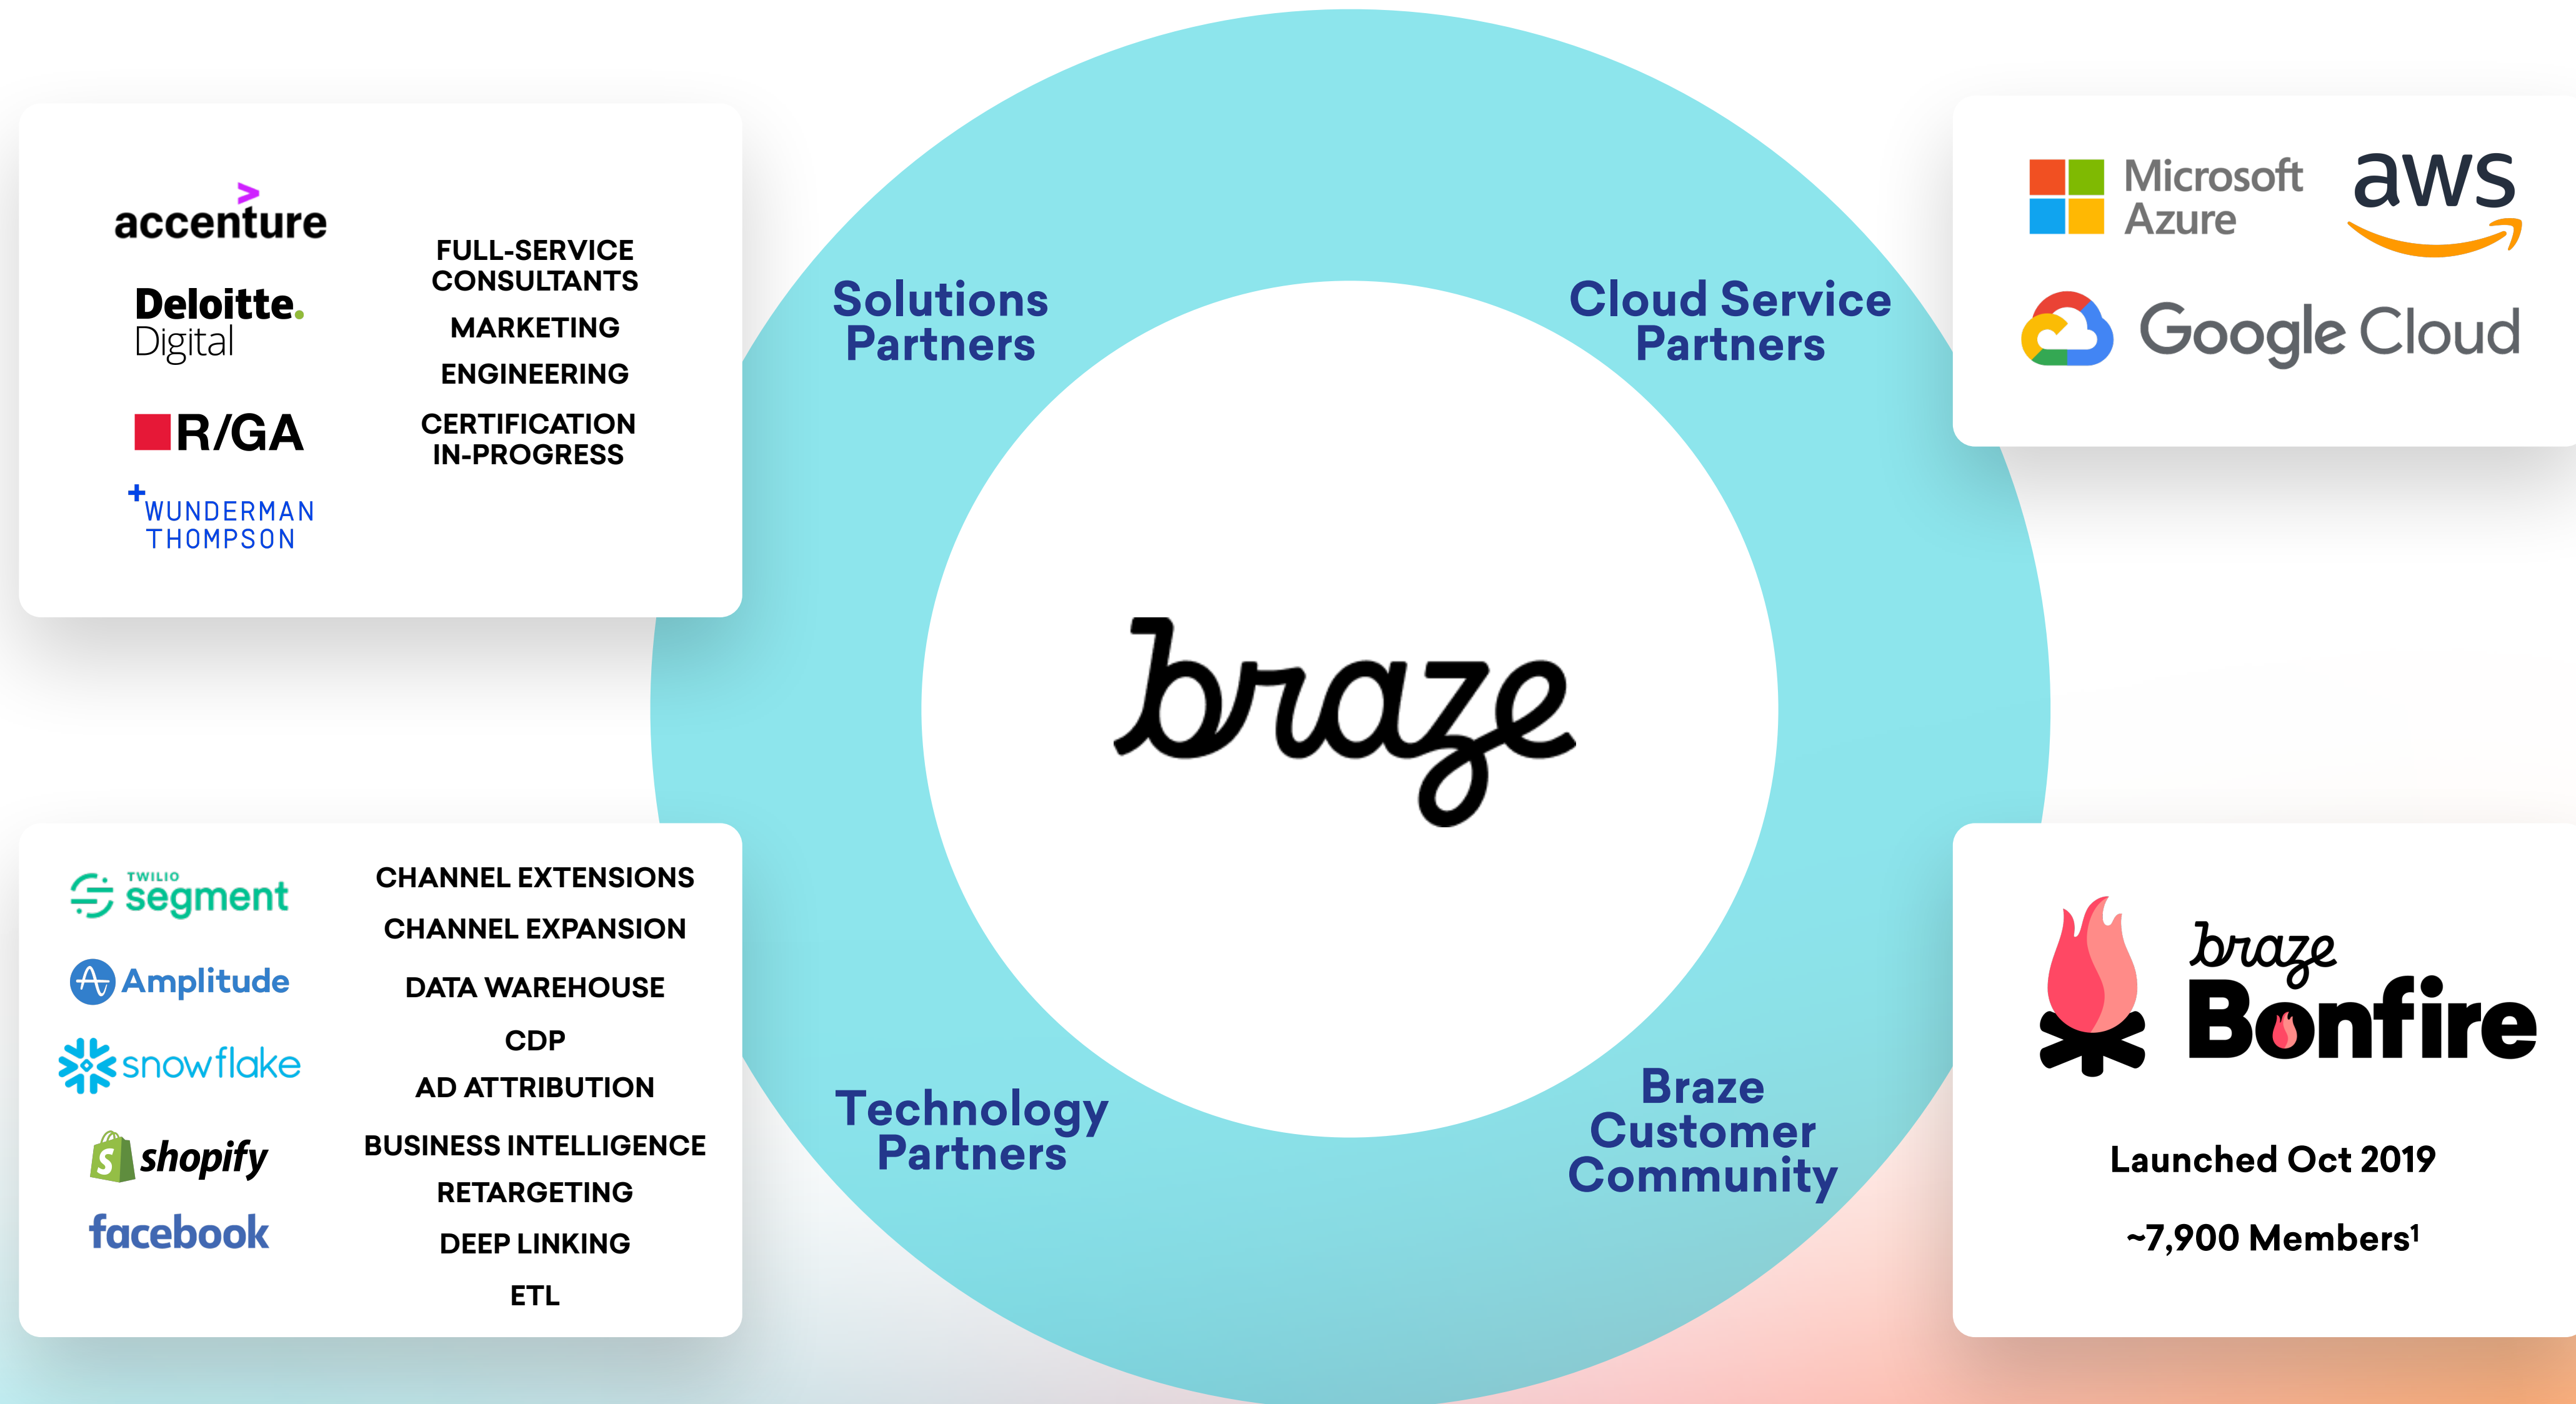 accenture
Deloitte.
Digital
R/GA
WUNDERMAN
THOMPSON
FULL-SERVICE
CONSULTANTS
MARKETING
ENGINEERING
CERTIFICATION
IN-PROGRESS
Solutions
Partners
Cloud Service
Partners
Microsoft
Azure
aws
Google Cloud
braze
TWILIO
segment
Amplitude
snowflake
shopify
facebook
CHANNEL EXTENSIONS
CHANNEL EXPANSION
DATA WAREHOUSE
CDP
AD ATTRIBUTION
BUSINESS INTELLIGENCE
RETARGETING
DEEP LINKING
ETL
Technology
Partners
Braze
Customer
Community
braze
Bonfire
Launched Oct 2019
~7,900 Members¹